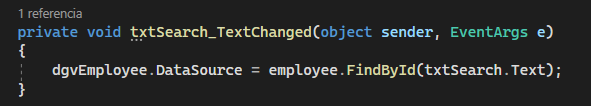 1 referencia
private void txtSearch_TextChanged(object sender, EventArgs e)
{
    dgvEmployee.DataSource = employee.FindById(txtSearch.Text);
}